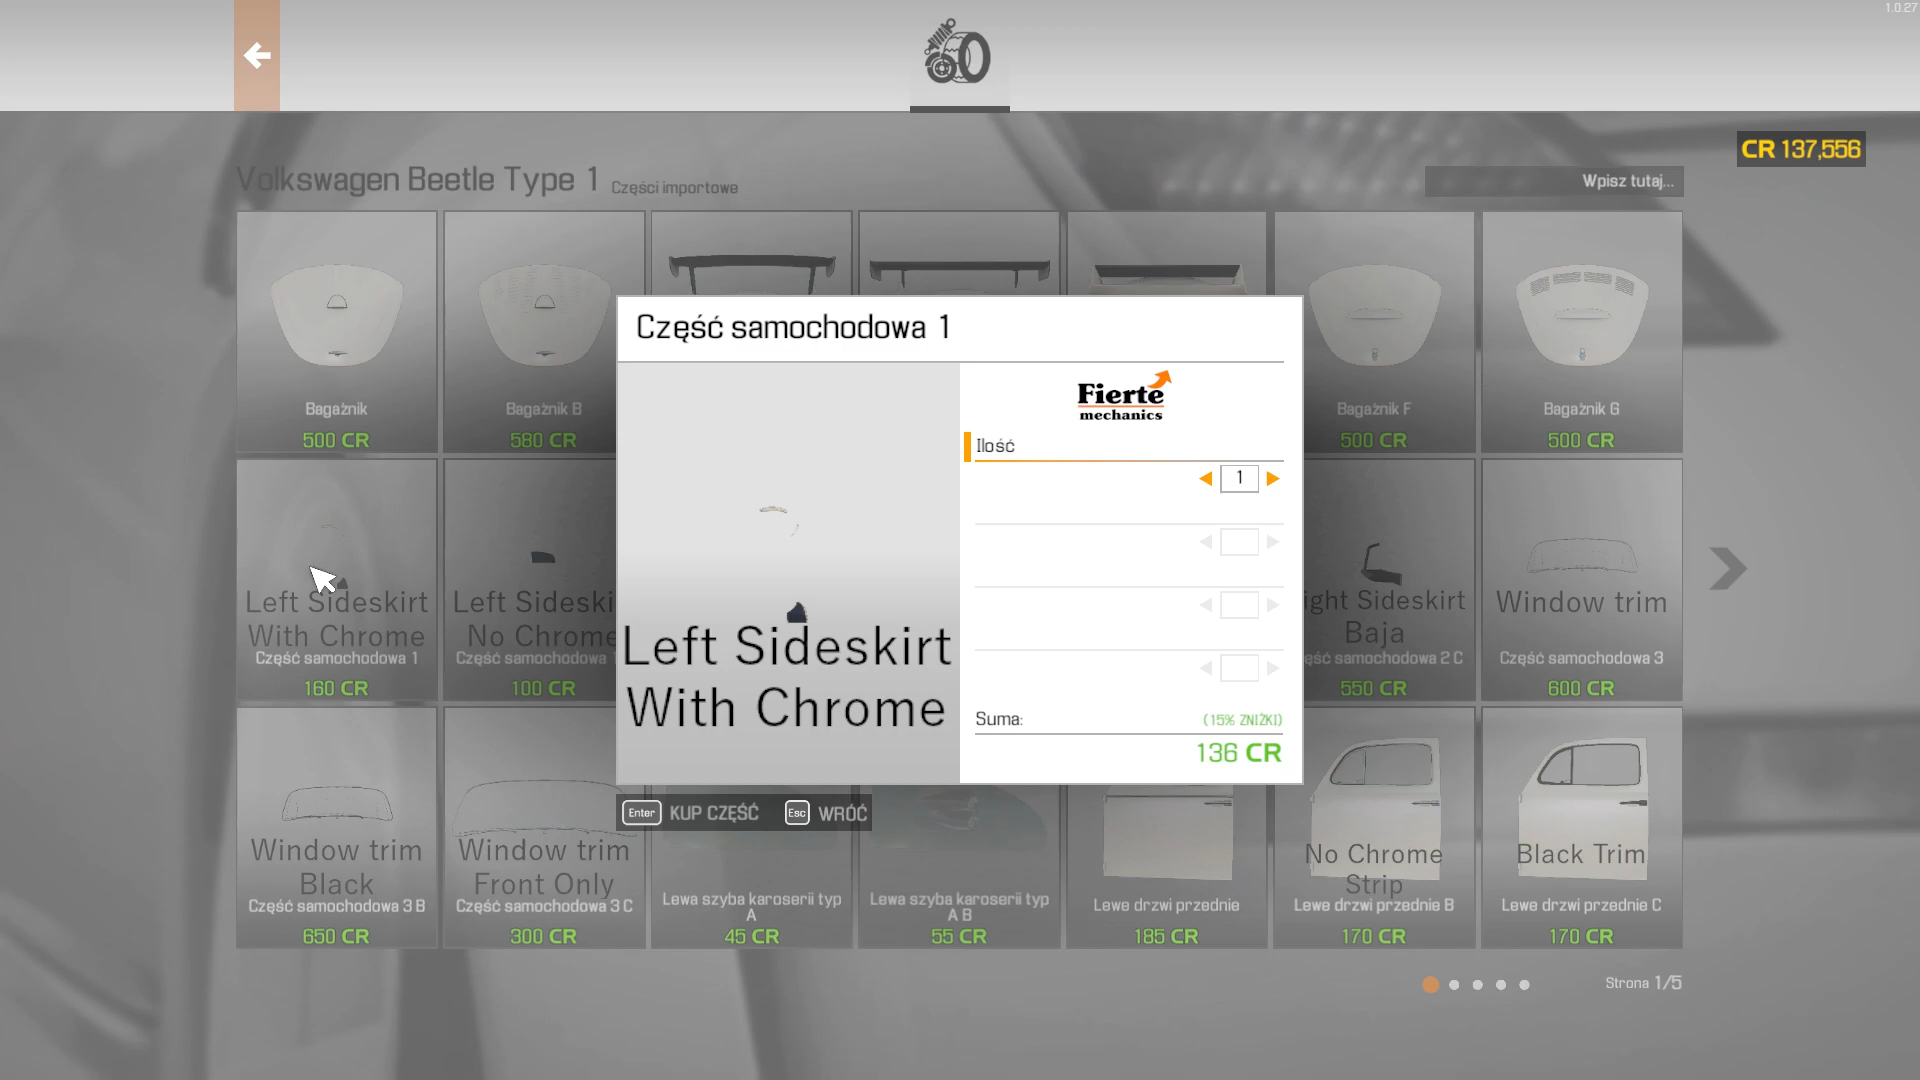 1.0.27
CR 137,556
Volkswagen Beetle Type 1 Części importowe
Wpisz tutaj...
Bagażnik
500 CR
Bagażnik B
580 CR
Bagażnik F
500 CR
Bagażnik G
500 CR
Część samochodowa 1
Fierte
mechanics
Ilość
1
Left Sideskirt
With Chrome
Suma:
(15% ZNIŻKI)
136 CR
Enter KUP CZĘŚĆ Esc WRÓĆ
Left Sideskirt
With Chrome
Część samochodowa 1
160 CR
Left Sideski
No Chrome
Część samochodowa
100 CR
ight Sideskirt
Baja
ęść samochodowa 2 C
550 CR
Window trim
Część samochodowa 3
600 CR
Window trim
Black
Część samochodowa 3 B
650 CR
Window trim
Front Only
Część samochodowa 3 C
300 CR
Lewa szyba karoserii typ
A
45 CR
Lewa szyba karoserii typ
A B
55 CR
Lewe drzwi przednie
185 CR
No Chrome
Strip
Lewe drzwi przednie B
170 CR
Black Trim
Lewe drzwi przednie C
170 CR
Strona 1/5